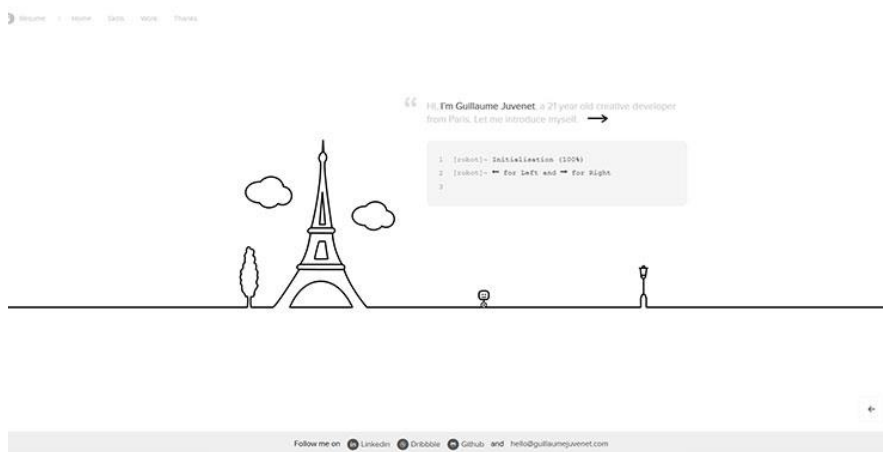 Resume Home Skills Work Thanks
“ Hi, I'm Guillaume Juvenet, a 21 year old creative developer
from Paris. Let me introduce myself. →
1 [robot]~ Initialisation (100%)
2 [robot]~ ← for Left and → for Right
3
Follow me on in Linkedin Dribbble Github and hello@guillaumejuvenet.com